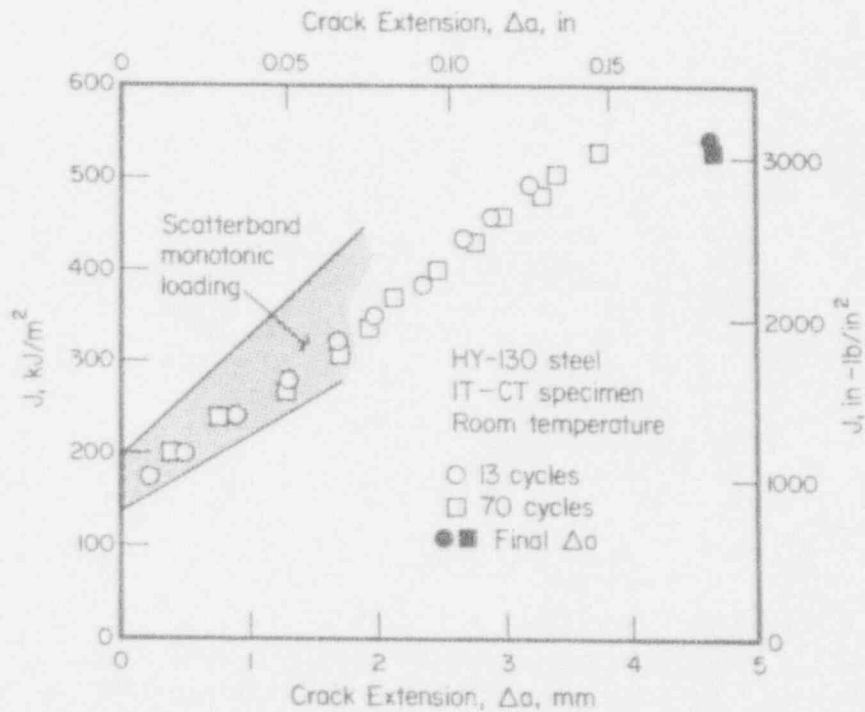 Crack Extension, Δa, in
0 0.05 0.10 0.15
600
500
400
300
200
100
0
J, kJ/m²
3000
2000
1000
0
J, in-lb/in²
Scatterband
monotonic
loading
HY-130 steel
IT-CT specimen
Room temperature
13 cycles
70 cycles
Final Δa
0 1 2 3 4 5
Crack Extension, Δa, mm